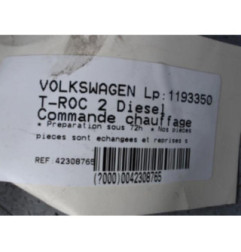 VOLKSWAGEN Lp:1193350
T-ROC 2 Diesel
Commande chauffage
* Preparation sous 72h * Nos pieces
pieces sont echangees et reprises s
REF:42308765
(7000)0042308765